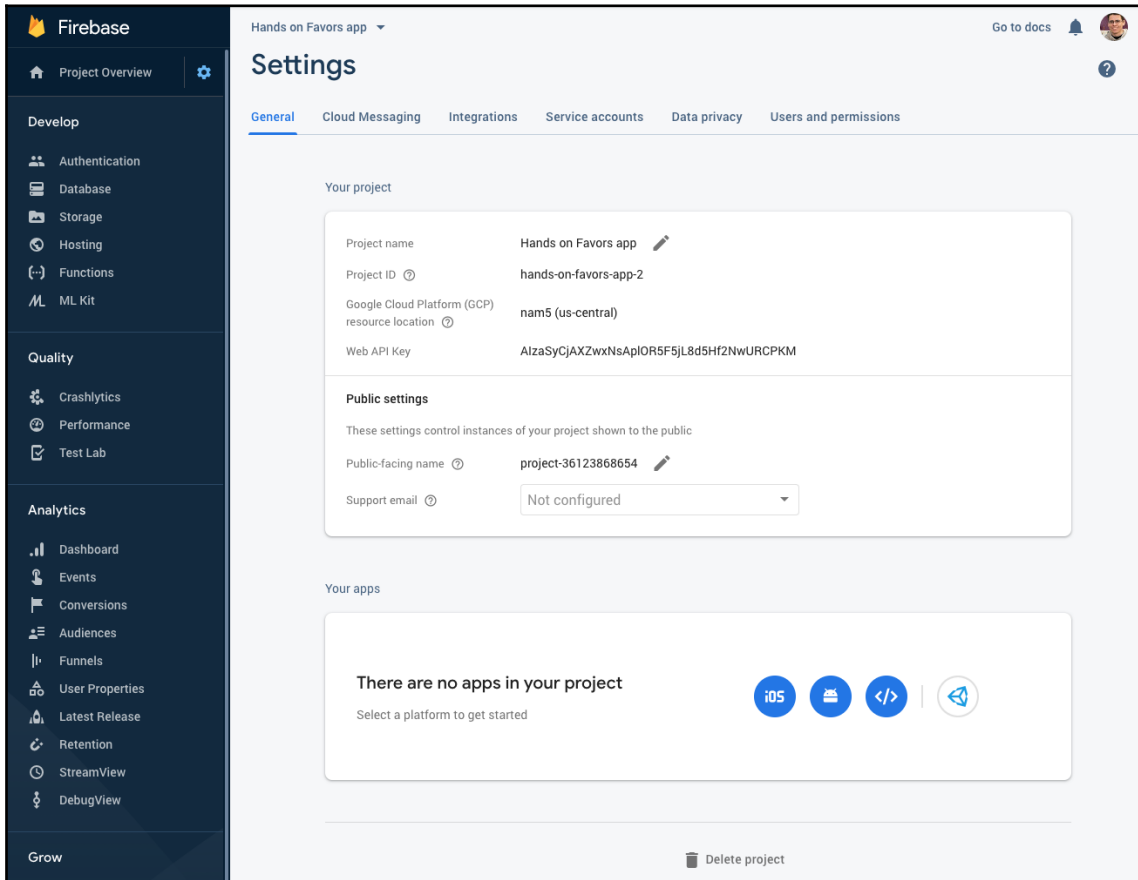 Firebase
Project Overview
Develop
Authentication
Database
Storage
Hosting
Functions
ML Kit
Quality
Crashlytics
Performance
Test Lab
Analytics
Dashboard
Events
Conversions
Audiences
Funnels
User Properties
Latest Release
Retention
StreamView
DebugView
Grow
Hands on Favors app
Go to docs
Settings
General Cloud Messaging Integrations Service accounts Data privacy Users and permissions
Your project
Project name Hands on Favors app
Project ID hands-on-favors-app-2
Google Cloud Platform (GCP)
resource location nam5 (us-central)
Web API Key AIzaSyCjAXZwxNsAplOR5F5jL8d5Hf2NwURCPKM
Public settings
These settings control instances of your project shown to the public
Public-facing name project-36123868654
Support email Not configured
Your apps
There are no apps in your project
Select a platform to get started
iOS
Delete project